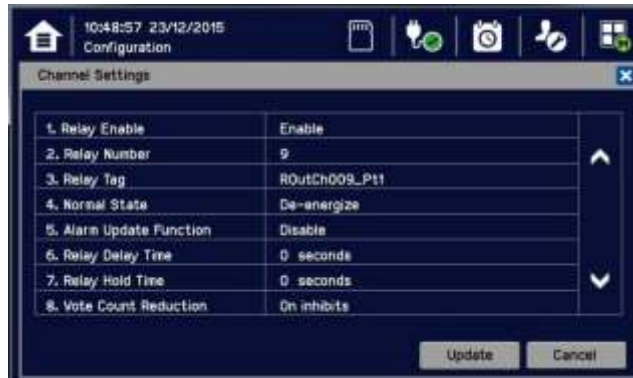 10:48:57 23/12/2015
Configuration
Channel Settings
1. Relay Enable Enable
2. Relay Number 9
3. Relay Tag ROutCh009_Pt1
4. Normal State De-energize
5. Alarm Update Function Disable
6. Relay Delay Time 0 seconds
7. Relay Hold Time 0 seconds
8. Vote Count Reduction On inhibits
Update Cancel